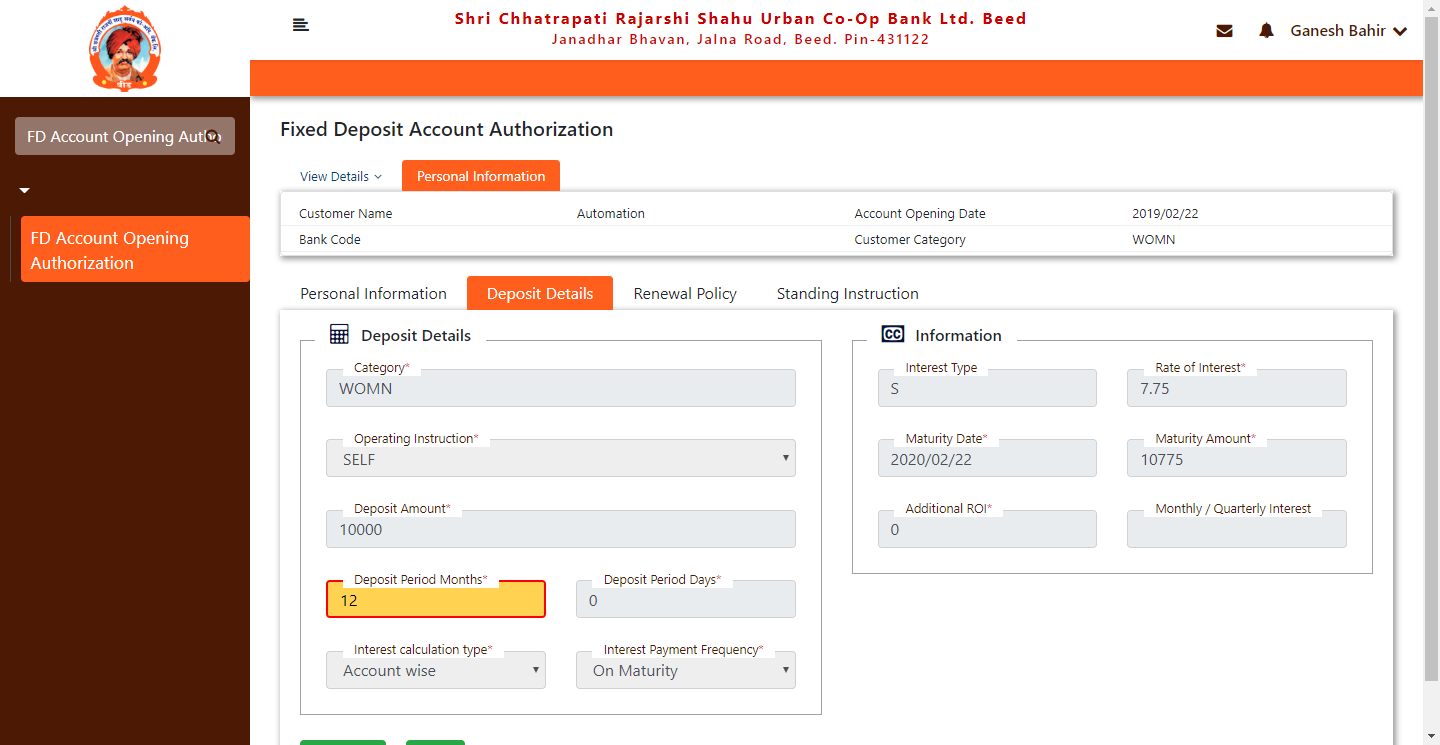 Shri Chhatrapati Rajarshi Shahu Urban Co-Op Bank Ltd. Beed
Janadhar Bhavan, Jalna Road, Beed. Pin-431122
Ganesh Bahir
बीड
FD Account Opening Autho
FD Account Opening
Authorization
Fixed Deposit Account Authorization
View Details
Personal Information
Customer Name Automation Account Opening Date 2019/02/22
Bank Code Customer Category WOMN
Personal Information Deposit Details Renewal Policy Standing Instruction
Deposit Details
Category*
WOMN
Operating Instruction*
SELF
Deposit Amount*
10000
Deposit Period Months*
12
Deposit Period Days*
0
Interest calculation type*
Account wise
Interest Payment Frequency*
On Maturity
CC Information
Interest Type
S
Rate of Interest*
7.75
Maturity Date*
2020/02/22
Maturity Amount*
10775
Additional ROI*
0
Monthly / Quarterly Interest